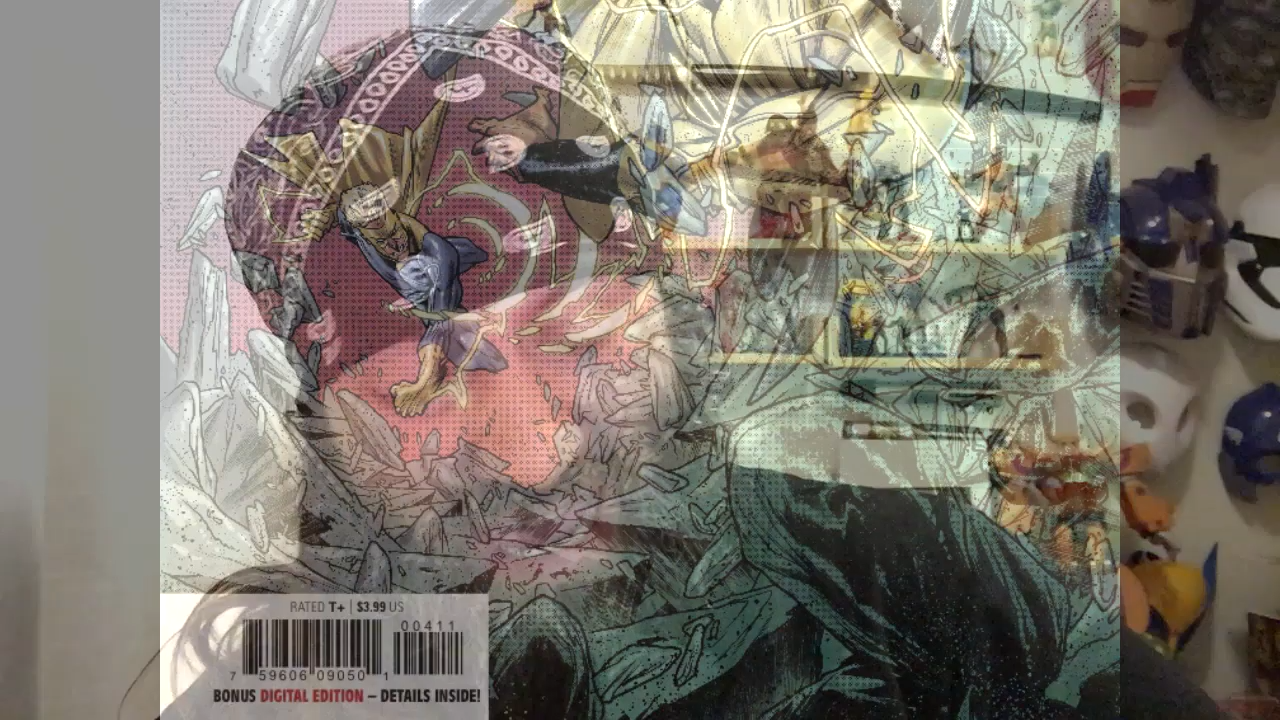 RATED T+ | $3.99 US
00411
7 59606 09050 1
BONUS DIGITAL EDITION – DETAILS INSIDE!